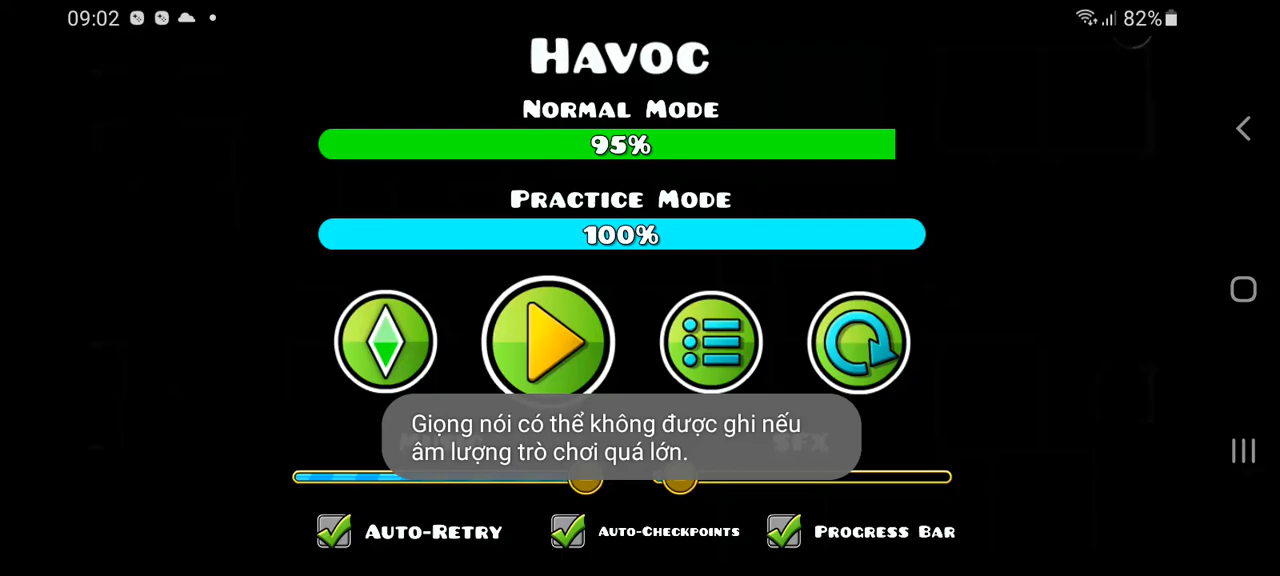 09:02
82%
Havoc
Normal Mode
95%
Practice Mode
100%
Giọng nói có thể không được ghi nếu
âm lượng trò chơi quá lớn.
SFX
Auto-Retry
Auto-Checkpoints
Progress Bar